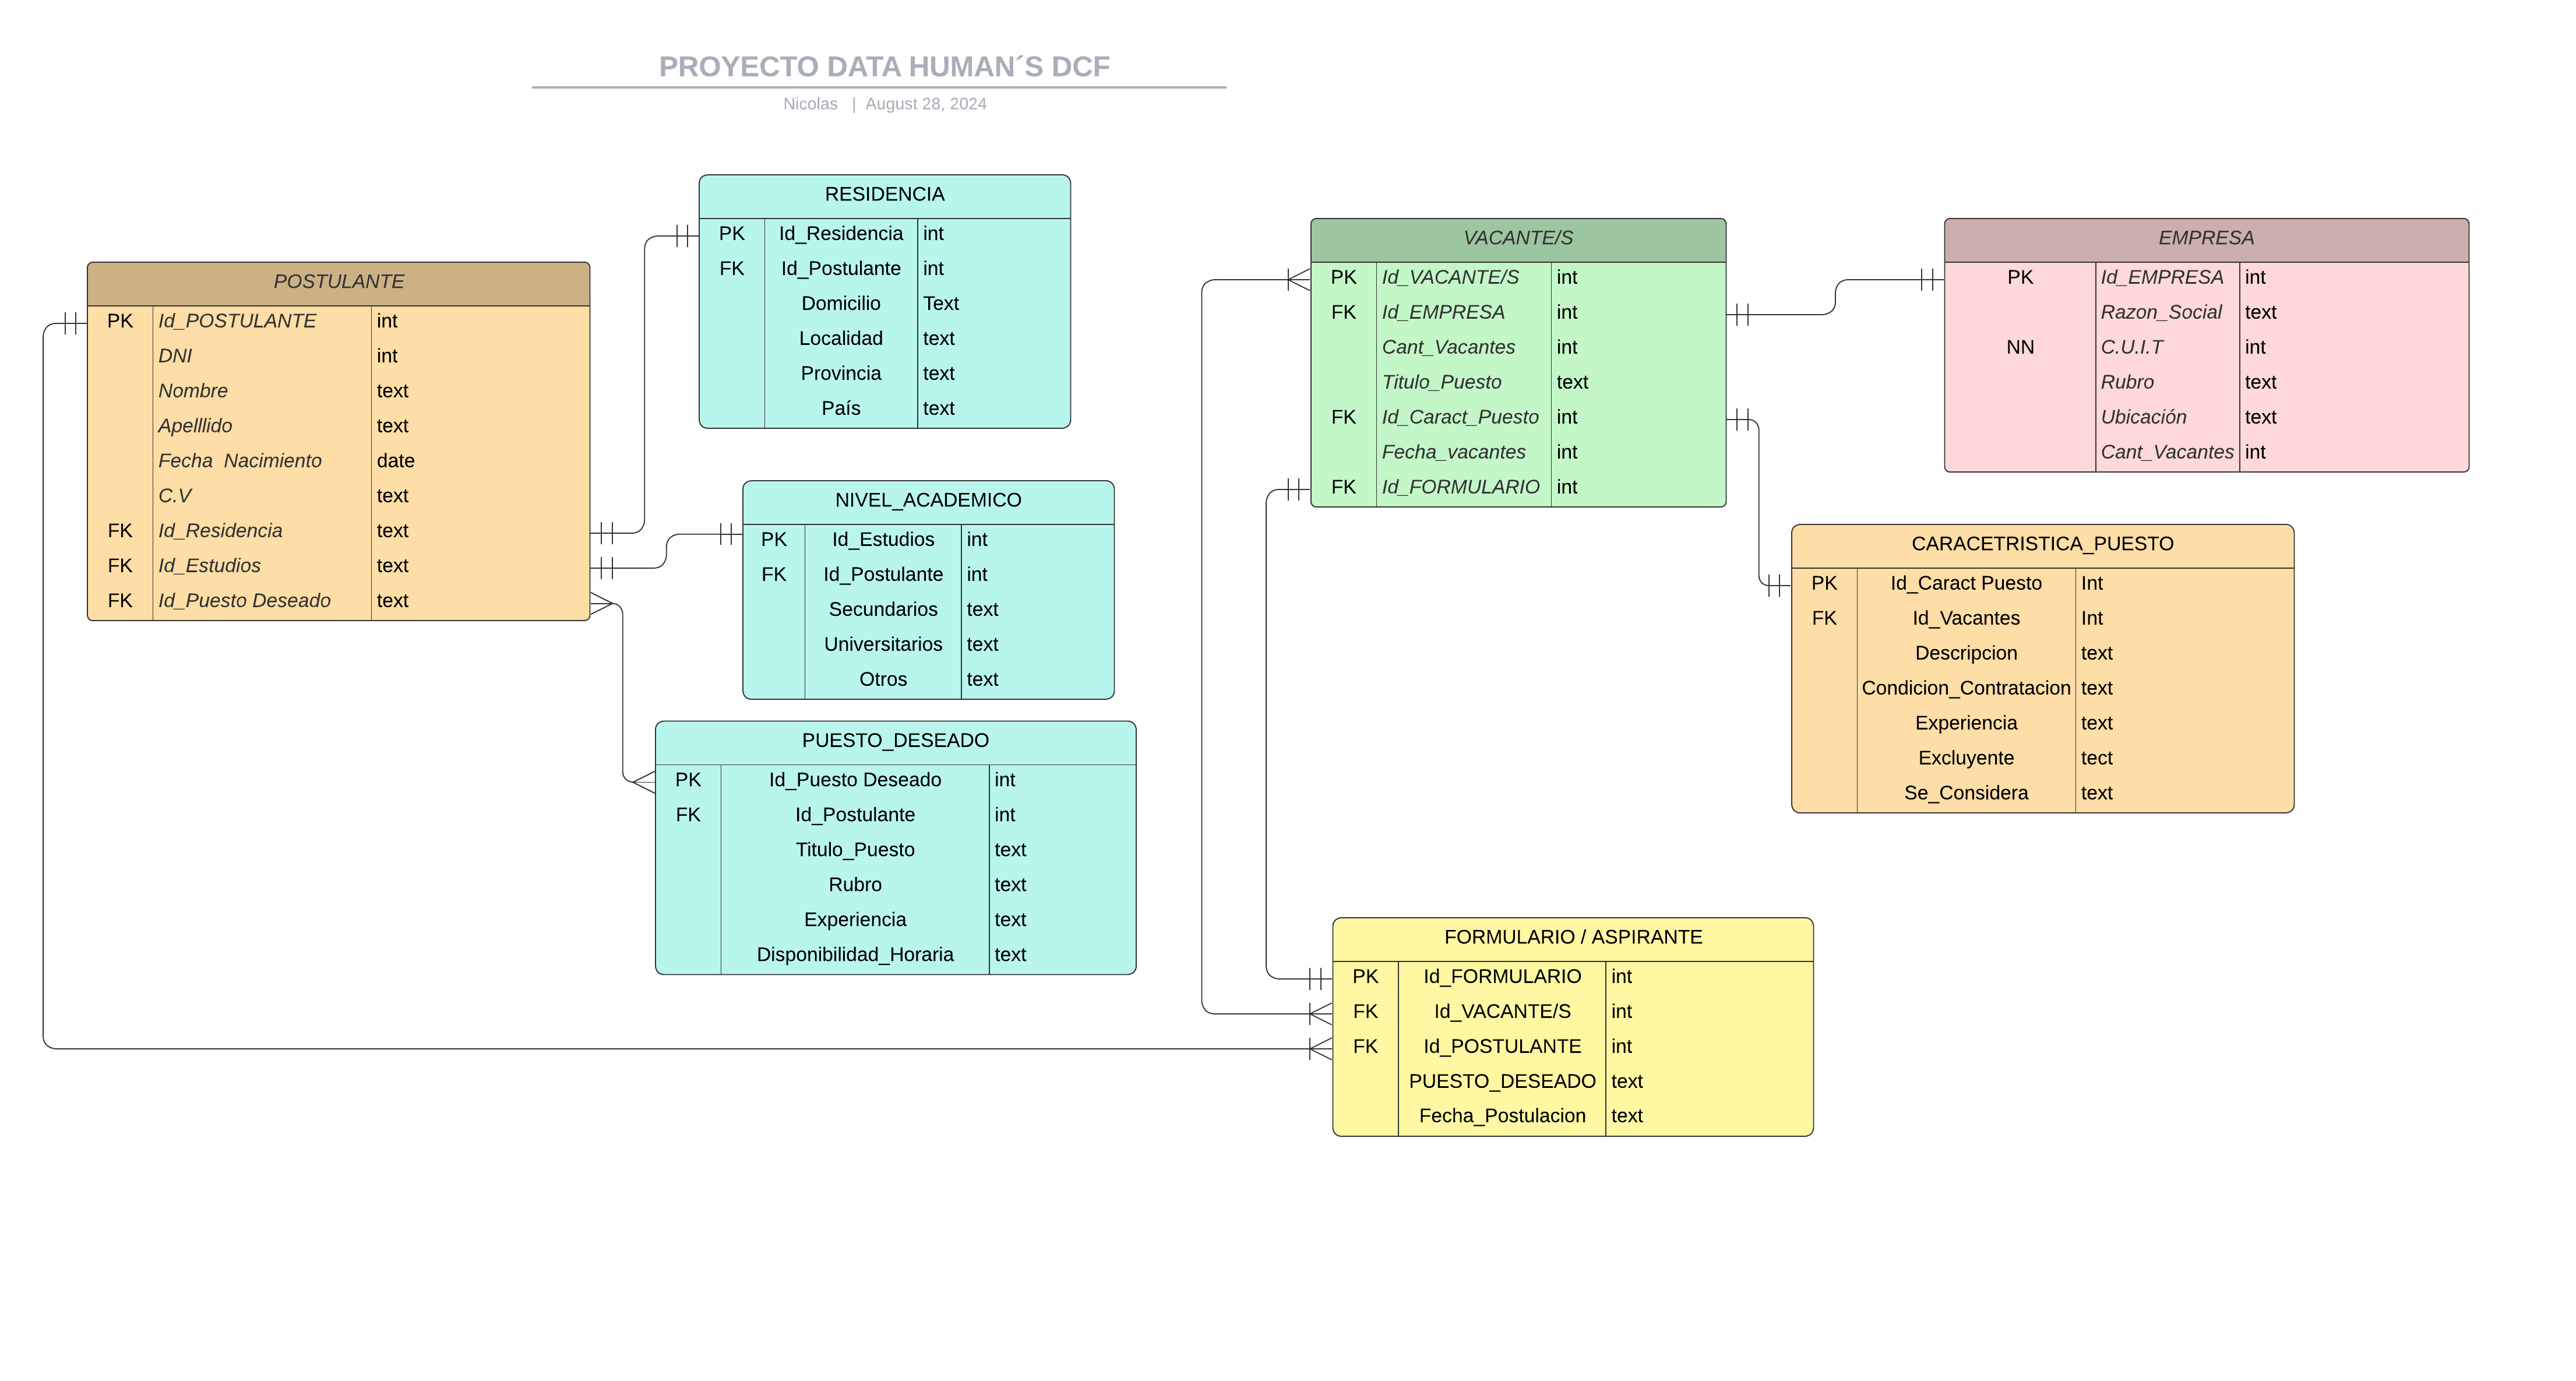 PROYECTO DATA HUMAN´S DCF
Nicolas | August 28, 2024
POSTULANTE
PK Id_POSTULANTE int
DNI int
Nombre text
Apelllido text
Fecha Nacimiento date
C.V text
FK Id_Residencia text
FK Id_Estudios text
FK Id_Puesto Deseado text
RESIDENCIA
PK Id_Residencia int
FK Id_Postulante int
Domicilio Text
Localidad text
Provincia text
País text
NIVEL_ACADEMICO
PK Id_Estudios int
FK Id_Postulante int
Secundarios text
Universitarios text
Otros text
PUESTO_DESEADO
PK Id_Puesto Deseado int
FK Id_Postulante int
Titulo_Puesto text
Rubro text
Experiencia text
Disponibilidad_Horaria text
VACANTE/S
PK Id_VACANTE/S int
FK Id_EMPRESA int
Cant_Vacantes int
Titulo_Puesto text
FK Id_Caract_Puesto int
Fecha_vacantes int
FK Id_FORMULARIO int
EMPRESA
PK Id_EMPRESA int
Razon_Social text
NN C.U.I.T int
Rubro text
Ubicación text
Cant_Vacantes int
CARACETRISTICA_PUESTO
PK Id_Caract Puesto Int
FK Id_Vacantes Int
Descripcion text
Condicion_Contratacion text
Experiencia text
Excluyente tect
Se_Considera text
FORMULARIO / ASPIRANTE
PK Id_FORMULARIO int
FK Id_VACANTE/S int
FK Id_POSTULANTE int
PUESTO_DESEADO text
Fecha_Postulacion text